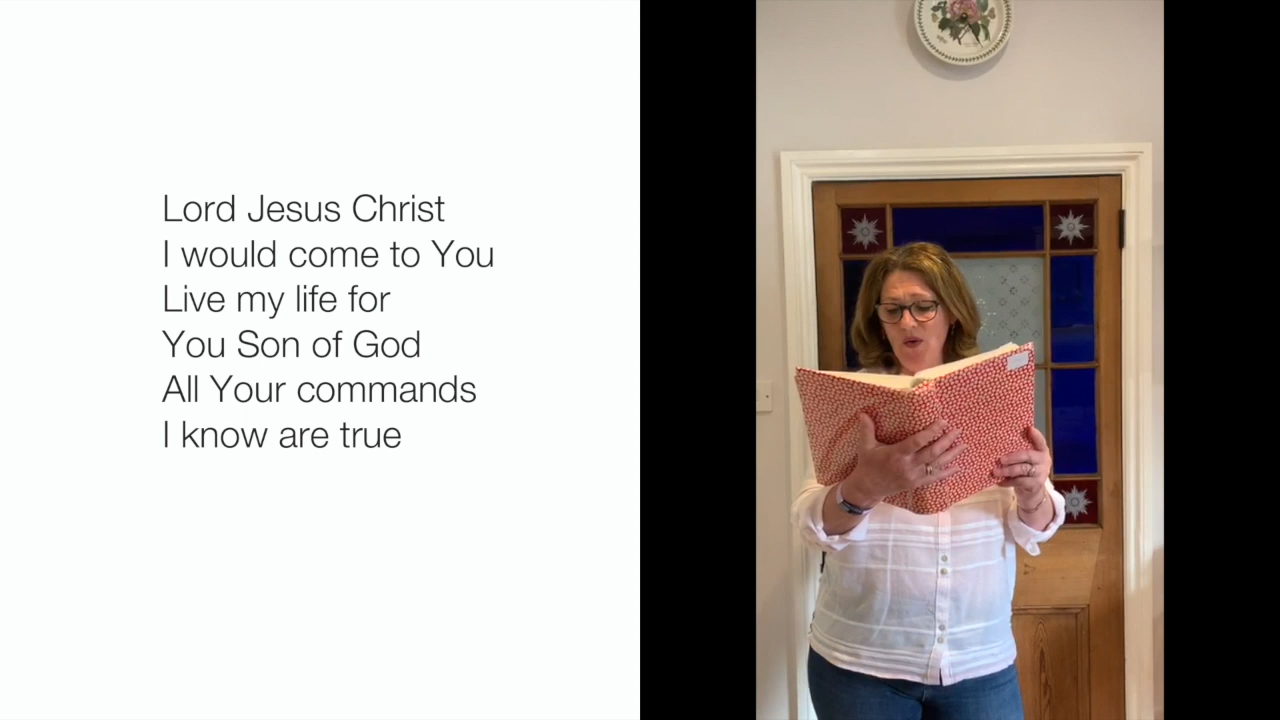 Lord Jesus Christ
I would come to You
Live my life for
You Son of God
All Your commands
I know are true